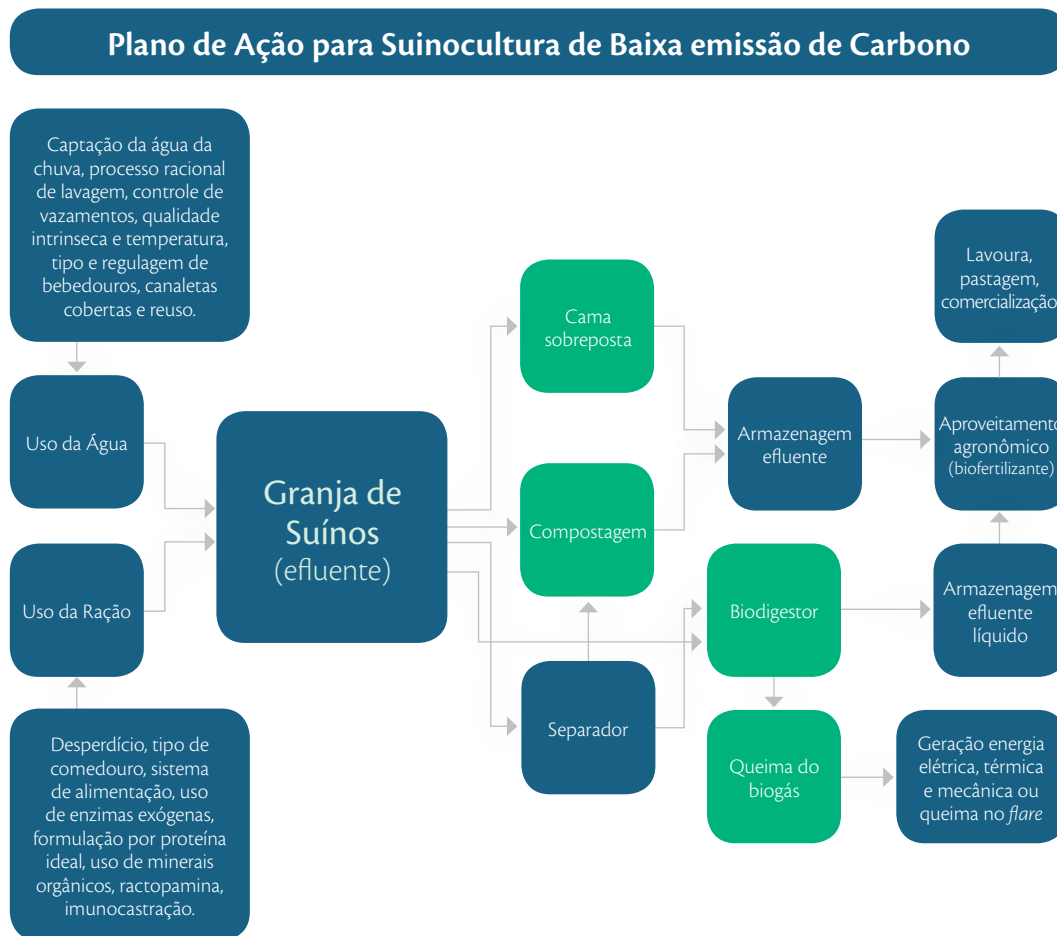 Plano de Ação para Suinocultura de Baixa emissão de Carbono
Captação da água da
chuva, processo racional
de lavagem, controle de
vazamentos, qualidade
intrinseca e temperatura,
tipo e regulagem de
bebedouros, canaletas
cobertas e reuso.
Uso da Água
Uso da Ração
Desperdício, tipo de
comedouro, sistema
de alimentação, uso
de enzimas exógenas,
formulação por proteína
ideal, uso de minerais
orgânicos, ractopamina,
imunocastração.
Granja de
Suínos
(efluente)
Cama
sobreposta
Compostagem
Separador
Armazenagem
efluente
Biodigestor
Queima do
biogás
Lavoura,
pastagem,
comercialização
Aproveitamento
agronômico
(biofertilizante)
Armazenagem
efluente
líquido
Geração energia
elétrica, térmica
e mecânica ou
queima no flare